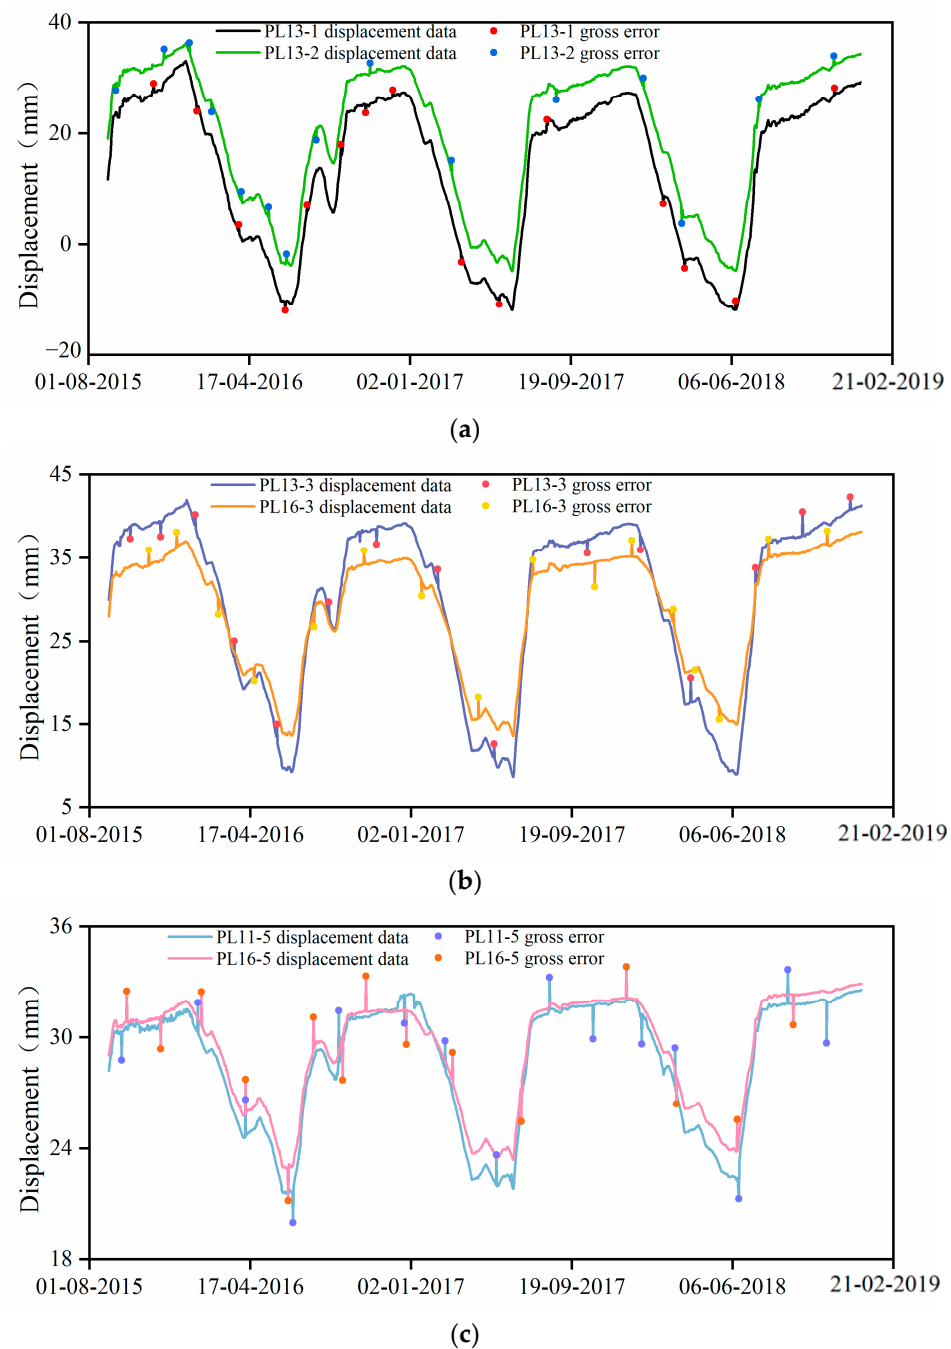 40
PL13-1 displacement data PL13-1 gross error
PL13-2 displacement data PL13-2 gross error
20
0
−20
Displacement（mm）
01-08-2015 17-04-2016 02-01-2017 19-09-2017 06-06-2018 21-02-2019
(a)
45
PL13-3 displacement data PL13-3 gross error
PL16-3 displacement data PL16-3 gross error
35
25
15
5
Displacement（mm）
01-08-2015 17-04-2016 02-01-2017 19-09-2017 06-06-2018 21-02-2019
(b)
36
PL11-5 displacement data PL11-5 gross error
PL16-5 displacement data PL16-5 gross error
30
24
18
Displacement（mm）
01-08-2015 17-04-2016 02-01-2017 19-09-2017 06-06-2018 21-02-2019
(c)